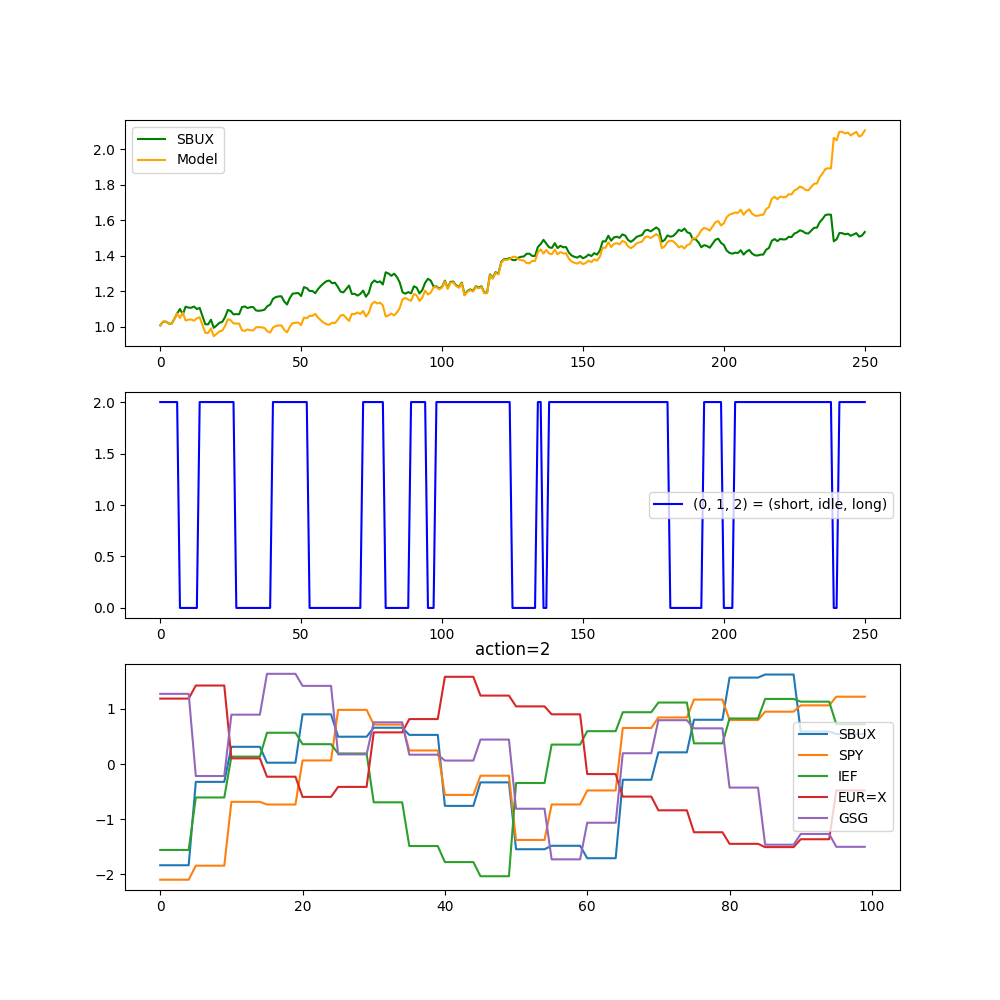 SBUX
Model
2.0
1.8
1.6
1.4
1.2
1.0
0 50 100 150 200 250
2.0
1.5
1.0
0.5
0.0
(0, 1, 2) = (short, idle, long)
0 50 100 150 200 250
action=2
1
0
−1
−2
SBUX
SPY
IEF
EUR=X
GSG
0 20 40 60 80 100